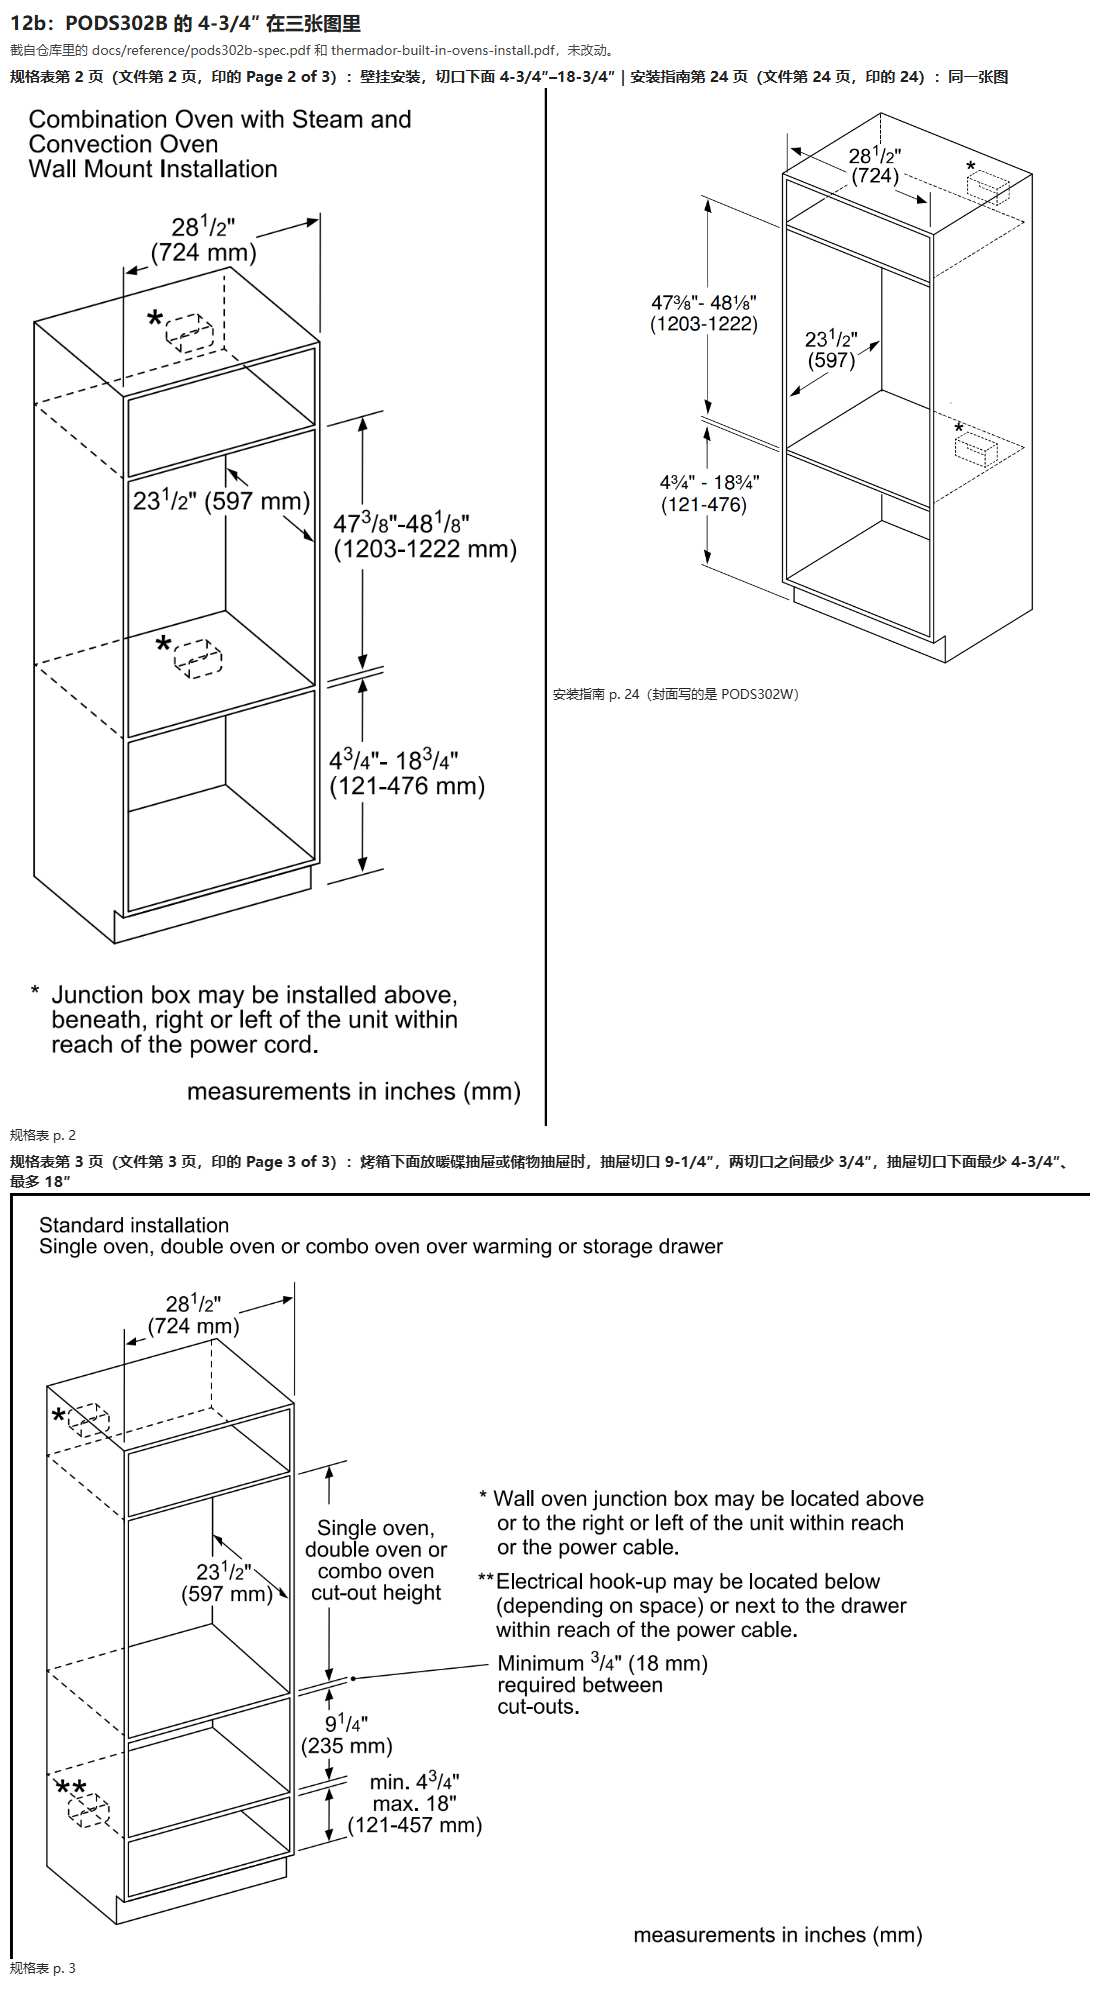 12b：PODS302B 的 4-3/4″ 在三张图里
截自仓库里的 docs/reference/pods302b-spec.pdf 和 thermador-built-in-ovens-install.pdf，未改动。
规格表第 2 页（文件第 2 页，印的 Page 2 of 3）：壁挂安装，切口下面 4-3/4″–18-3/4″ | 安装指南第 24 页（文件第 24 页，印的 24）：同一张图
Combination Oven with Steam and
Convection Oven
Wall Mount Installation
28 1/2"
(724 mm)
*
23 1/2" (597 mm)
47 3/8"-48 1/8"
(1203-1222 mm)
*
4 3/4"- 18 3/4"
(121-476 mm)
* Junction box may be installed above,
beneath, right or left of the unit within
reach of the power cord.
measurements in inches (mm)
规格表 p. 2
28 1/2"
(724)
*
47⅜"- 48⅛"
(1203-1222)
23 1/2"
(597)
*
4¾" - 18¾"
(121-476)
安装指南 p. 24（封面写的是 PODS302W）
规格表第 3 页（文件第 3 页，印的 Page 3 of 3）：烤箱下面放暖碟抽屉或储物抽屉时，抽屉切口 9-1/4″，两切口之间最少 3/4″，抽屉切口下面最少 4-3/4″、
最多 18″
Standard installation
Single oven, double oven or combo oven over warming or storage drawer
28 1/2"
(724 mm)
*
Single oven,
double oven or
combo oven
cut-out height
23 1/2"
(597 mm)
* Wall oven junction box may be located above
or to the right or left of the unit within reach
or the power cable.
**Electrical hook-up may be located below
(depending on space) or next to the drawer
within reach of the power cable.
Minimum 3/4" (18 mm)
required between
cut-outs.
9 1/4"
(235 mm)
**
min. 4 3/4"
max. 18"
(121-457 mm)
measurements in inches (mm)
规格表 p. 3